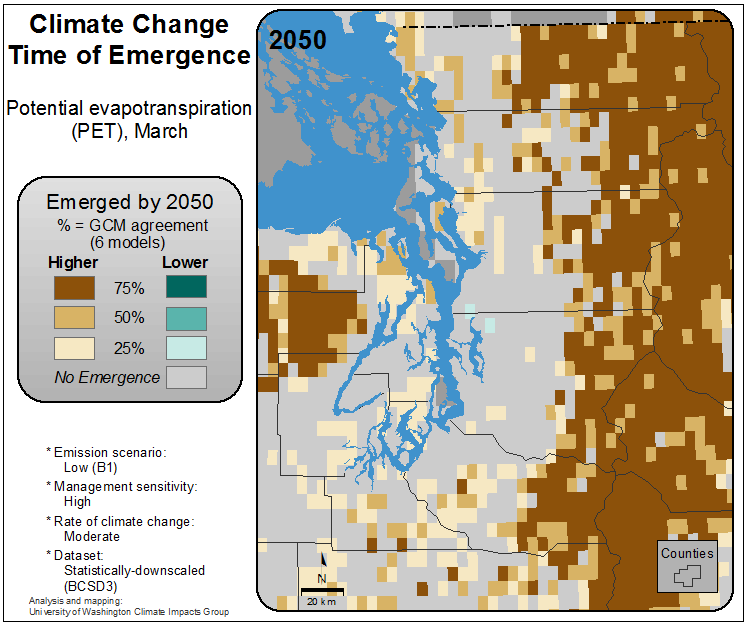 Climate Change
Time of Emergence
Potential evapotranspiration
(PET), March
Emerged by 2050
% = GCM agreement
(6 models)
Higher Lower
75%
50%
25%
No Emergence
* Emission scenario:
Low (B1)
* Management sensitivity:
High
* Rate of climate change:
Moderate
* Dataset:
Statistically-downscaled
(BCSD3)
Analysis and mapping:
University of Washington Climate Impacts Group
2050
N
20 km
Counties